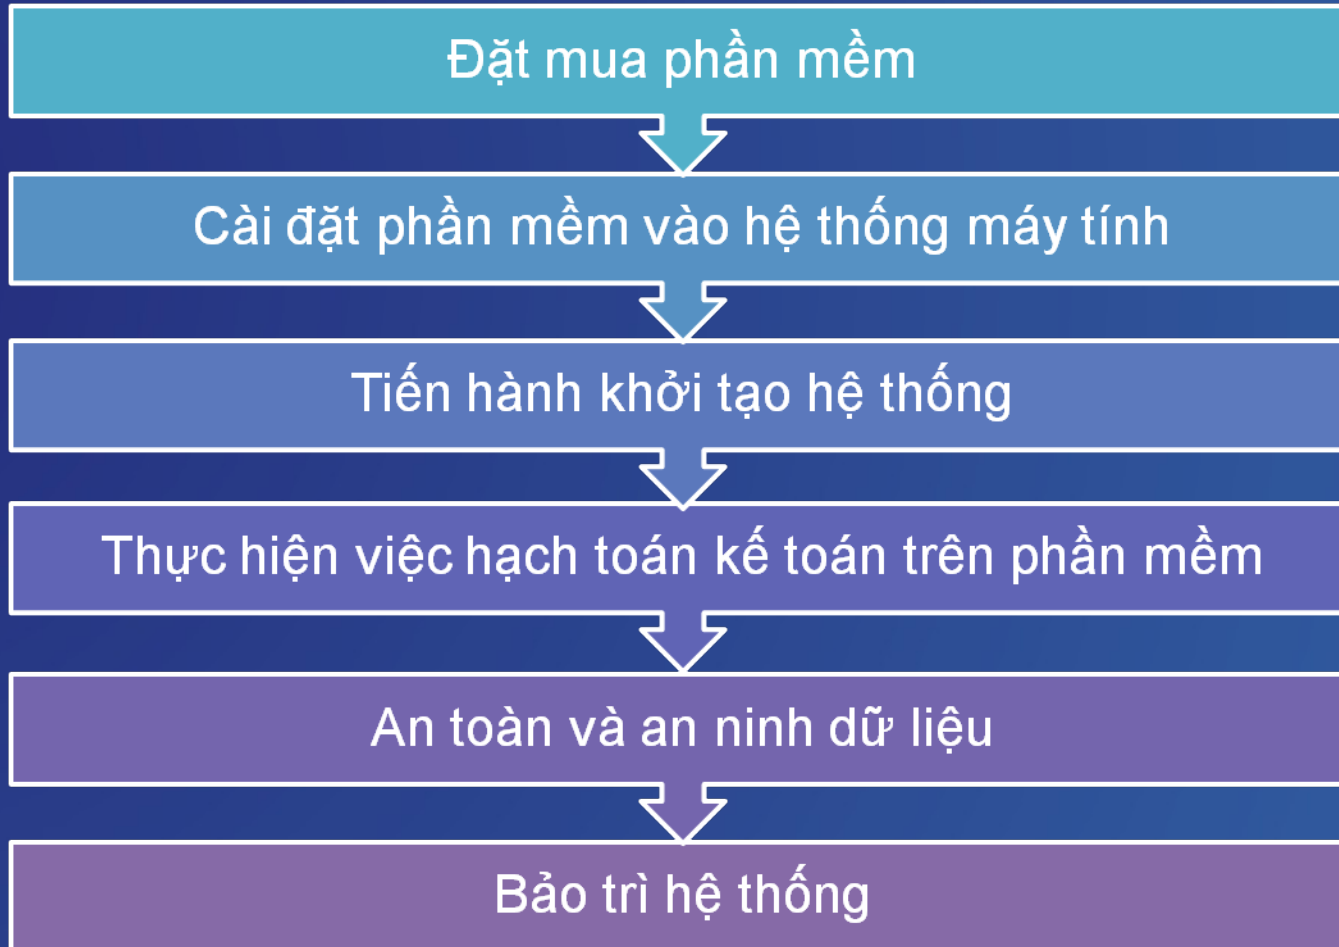 Đặt mua phần mềm
Cài đặt phần mềm vào hệ thống máy tính
Tiến hành khởi tạo hệ thống
Thực hiện việc hạch toán kế toán trên phần mềm
An toàn và an ninh dữ liệu
Bảo trì hệ thống